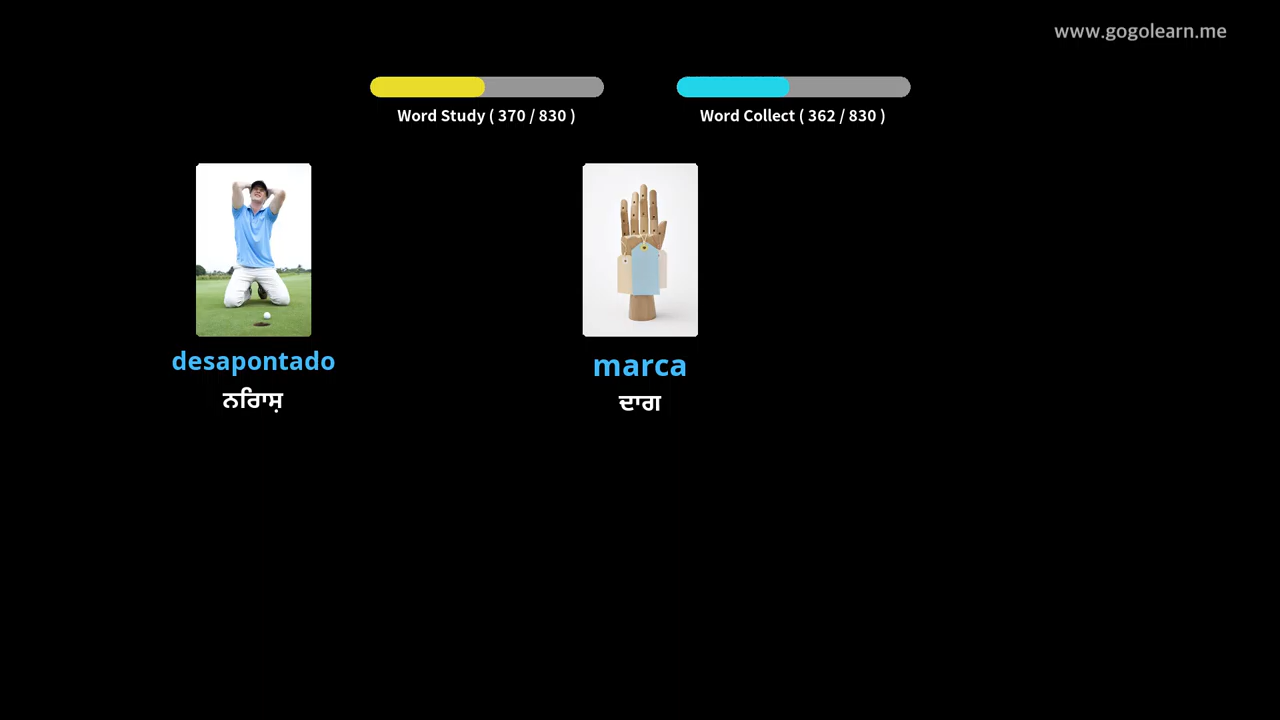 www.gogolearn.me
Word Study ( 370 / 830 )
Word Collect ( 362 / 830 )
desapontado
marca
ਨਿਰਾਸ਼
ਦਾਗ